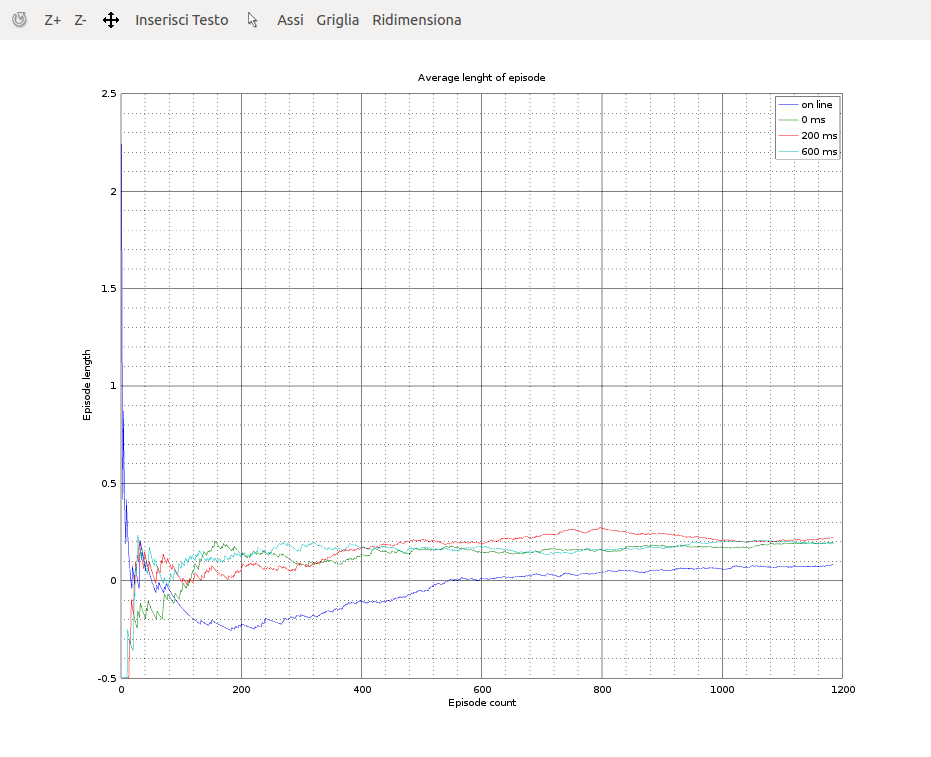 Z+ Z- Inserisci Testo Assi Griglia Ridimensiona
Average lenght of episode
2.5
2
1.5
1
0.5
0
-0.5
Episode length
on line
0 ms
200 ms
600 ms
0 200 400 600 800 1000 1200
Episode count